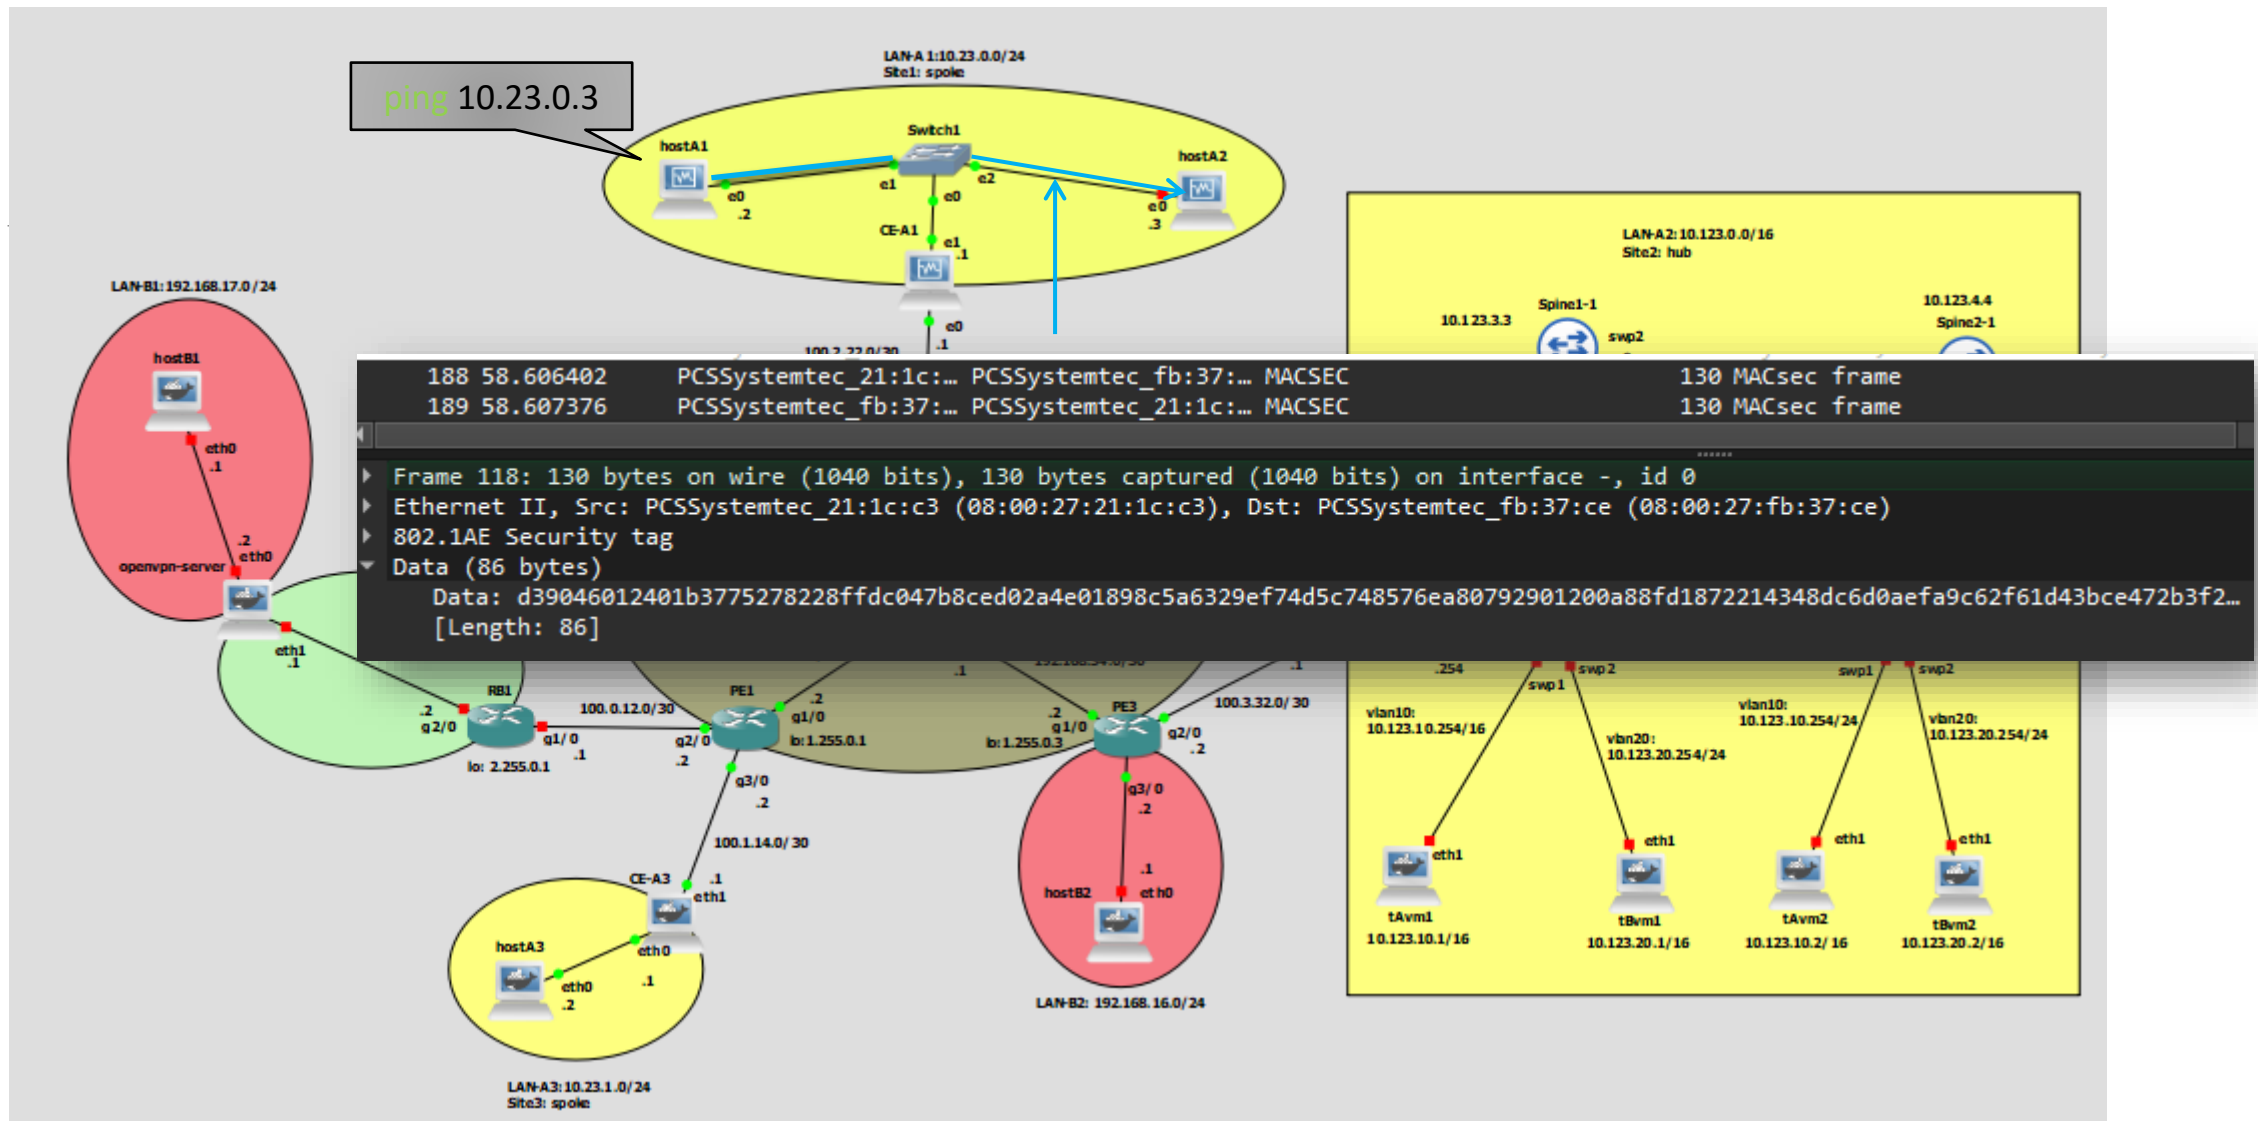 LAN-A1:10.23.0.0/24
Site1: spoke
ping 10.23.0.3
hostA1
Switch1
hostA2
e1
e2
e0
.2
e0
e0
.3
CE-A1
e1
.1
e0
.1
100.2.22.0/30
LAN-A2:10.123.0.0/16
Site2: hub
10.123.3.3
Spine1-1
swp2
10.123.4.4
Spine2-1
LAN-B1:192.168.17.0/24
hostB1
eth0
.1
.2
eth0
openvpn-server
eth1
.1
188 58.606402 PCSSystemtec_21:1c:… PCSSystemtec_fb:37:… MACSEC 130 MACsec frame
189 58.607376 PCSSystemtec_fb:37:… PCSSystemtec_21:1c:… MACSEC 130 MACsec frame
Frame 118: 130 bytes on wire (1040 bits), 130 bytes captured (1040 bits) on interface -, id 0
Ethernet II, Src: PCSSystemtec_21:1c:c3 (08:00:27:21:1c:c3), Dst: PCSSystemtec_fb:37:ce (08:00:27:fb:37:ce)
802.1AE Security tag
Data (86 bytes)
Data: d39046012401b3775278228ffdc047b8ced02a4e01898c5a6329ef74d5c748576ea80792901200a88fd1872214348dc6d0aefa9c62f61d43bce472b3f2…
[Length: 86]
RB1
.2
g2/0
g1/0
.1
lo: 2.255.0.1
100.0.12.0/30
PE1
.2
g1/0
g2/0
.2
lo:1.255.0.1
g3/0
.2
.1
192.168.34.0/30
.1
PE3
.2
g1/0
lo:1.255.0.3
g2/0
.2
100.3.32.0/30
g3/0
.2
.1
hostB2
eth0
LAN-B2: 192.168.16.0/24
100.1.14.0/30
CE-A3
.1
eth1
hostA3
eth0
.1
eth0
.2
LAN-A3:10.23.1.0/24
Site3: spoke
.254
swp1
swp2
swp1
swp2
vlan10:
10.123.10.254/16
vlan20:
10.123.20.254/24
vlan10:
10.123.10.254/24
vlan20:
10.123.20.254/24
eth1
eth1
eth1
eth1
tAvm1
10.123.10.1/16
tBvm1
10.123.20.1/16
tAvm2
10.123.10.2/16
tBvm2
10.123.20.2/16